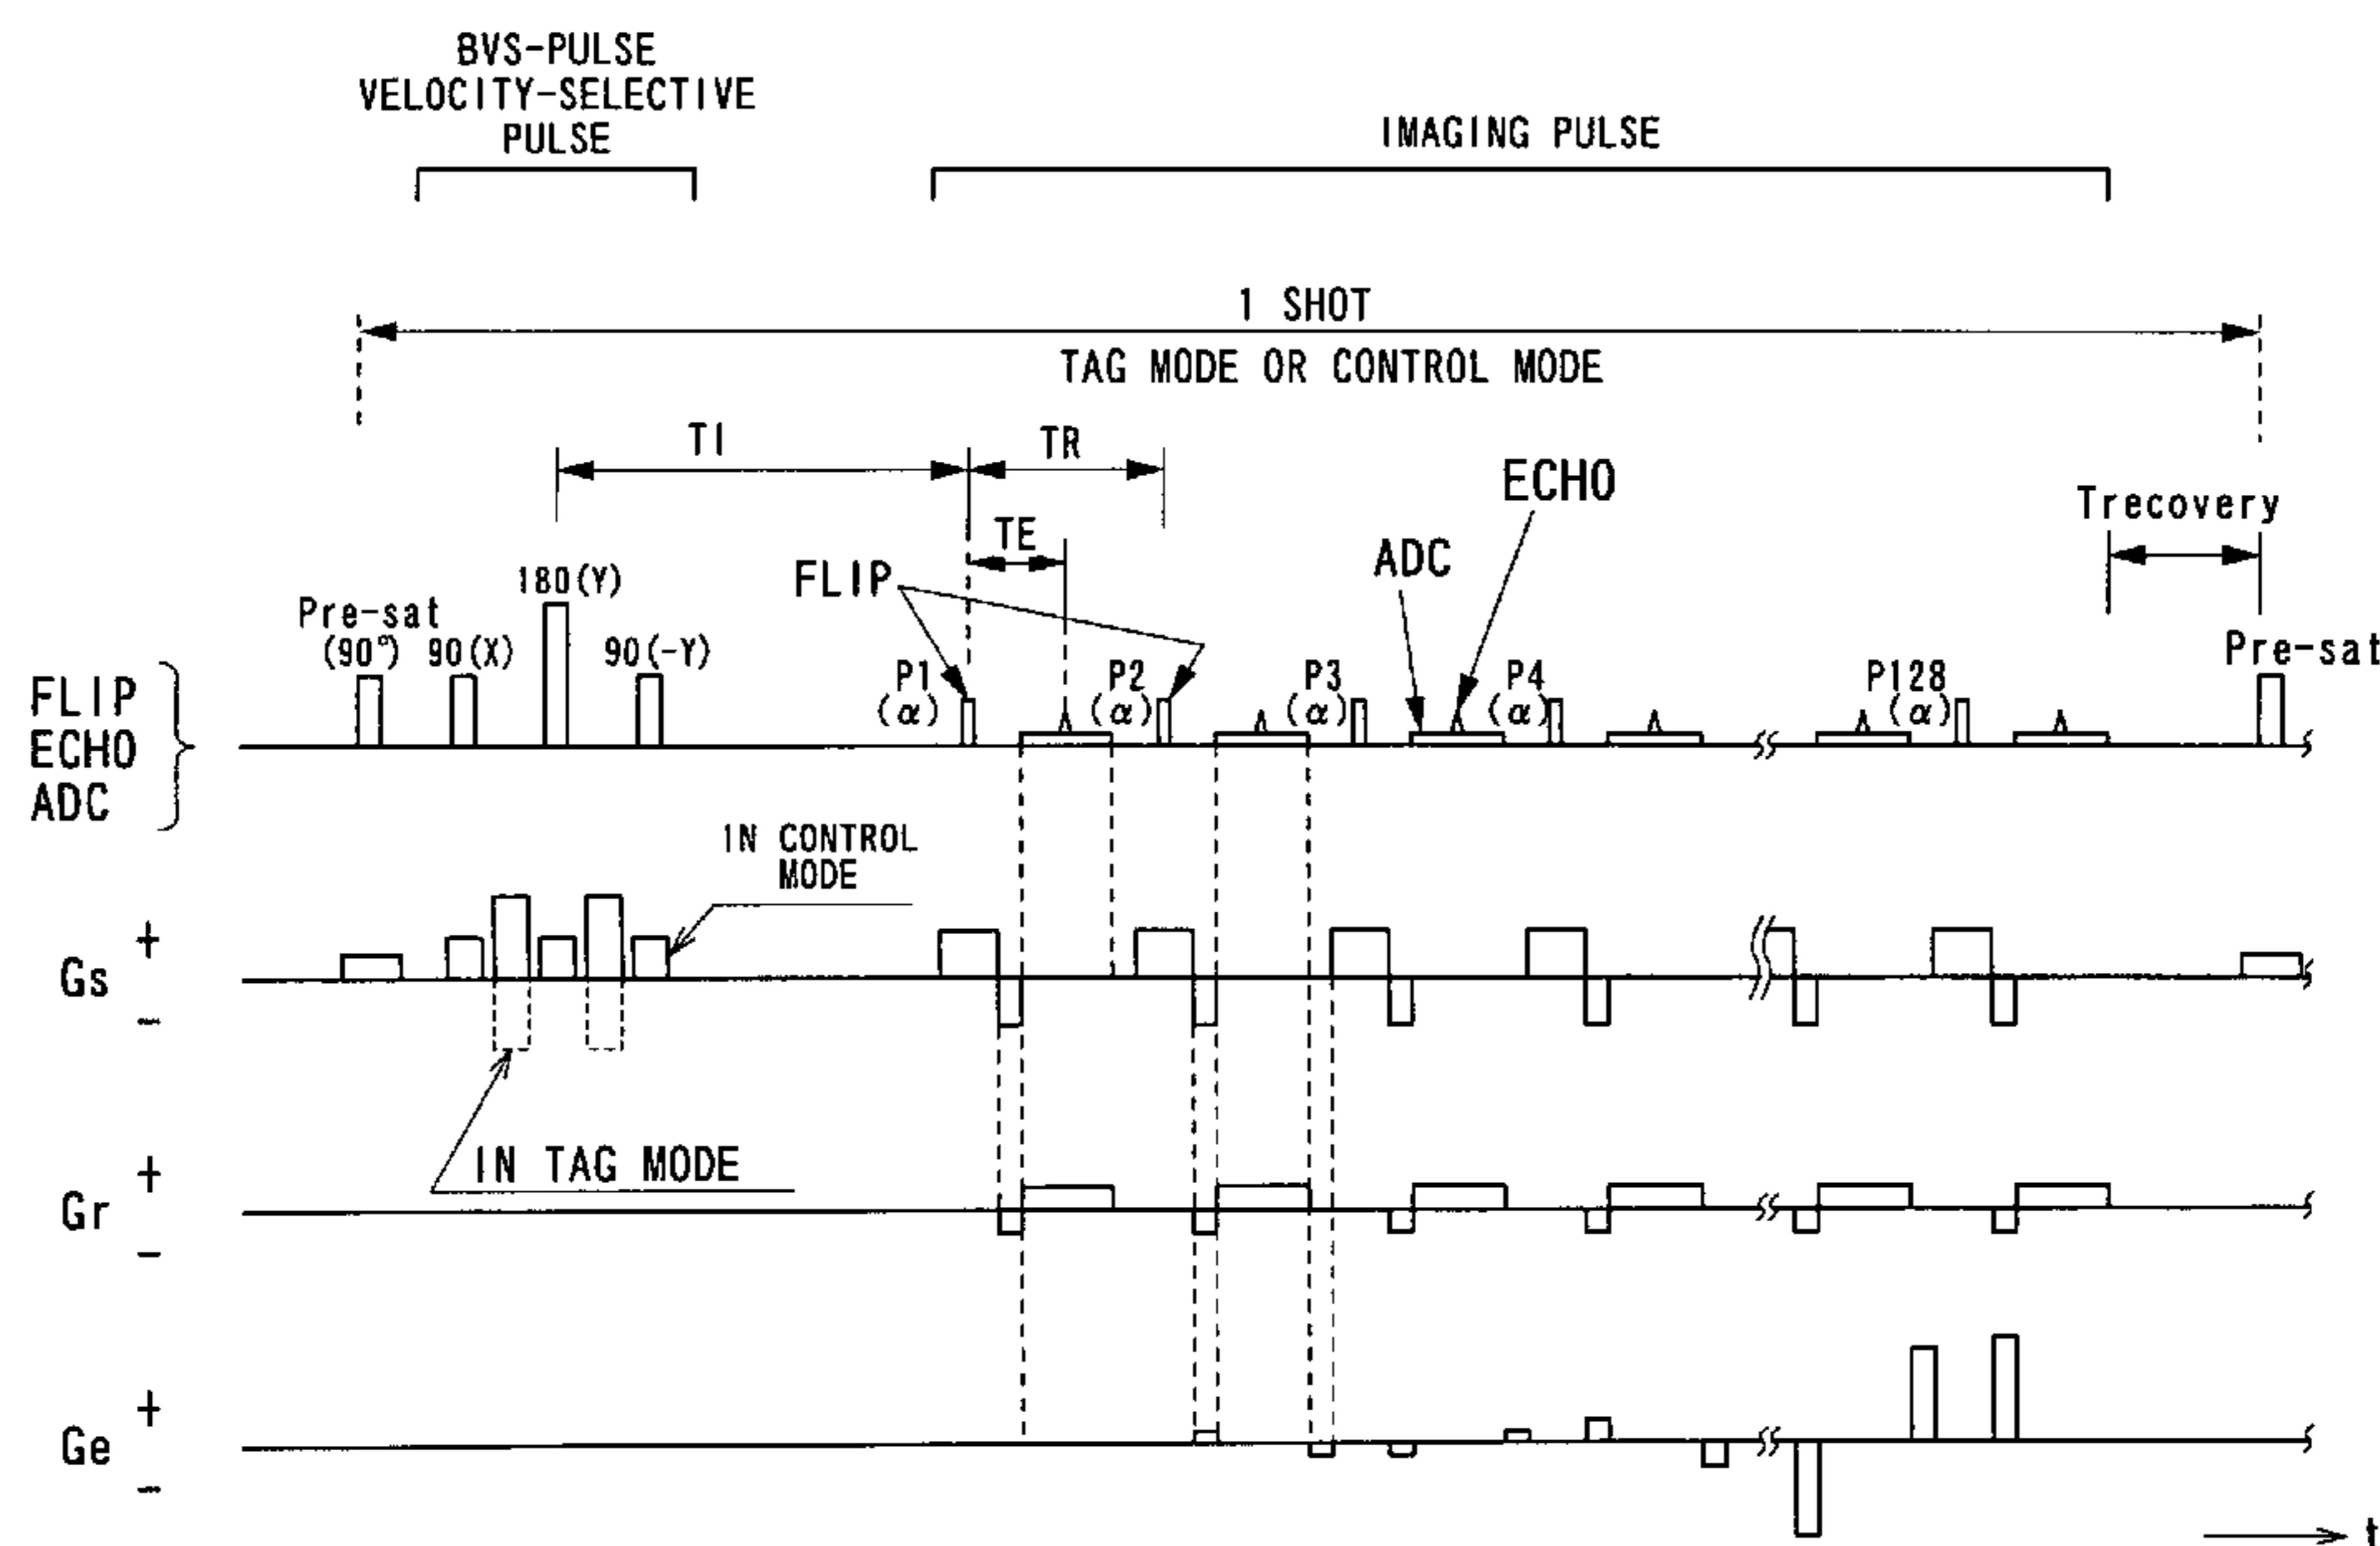 BVS-PULSE
VELOCITY-SELECTIVE
PULSE
IMAGING PULSE
1 SHOT
TAG MODE OR CONTROL MODE
TI
TR
ECHO
Trecovery
TE
ADC
FLIP
180(Y)
Pre-sat
(90°)
90(X)
90(-Y)
Pre-sat
P1
(α)
P2
(α)
P3
(α)
P4
(α)
P128
(α)
FLIP
ECHO
ADC
IN CONTROL
MODE
+
Gs
-
IN TAG MODE
+
Gr
-
+
Ge
-
t